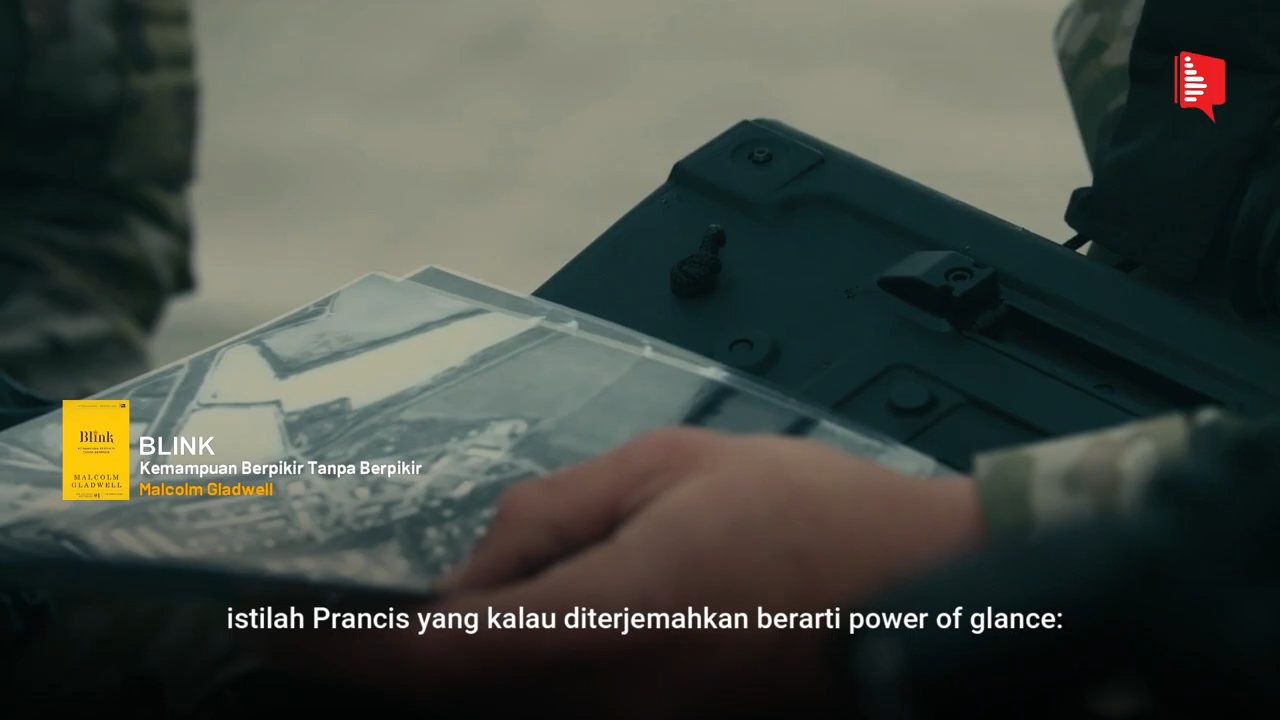 Blink
MALCOLM
GLADWELL
BLINK
Kemampuan Berpikir Tanpa Berpikir
Malcolm Gladwell
istilah Prancis yang kalau diterjemahkan berarti power of glance: